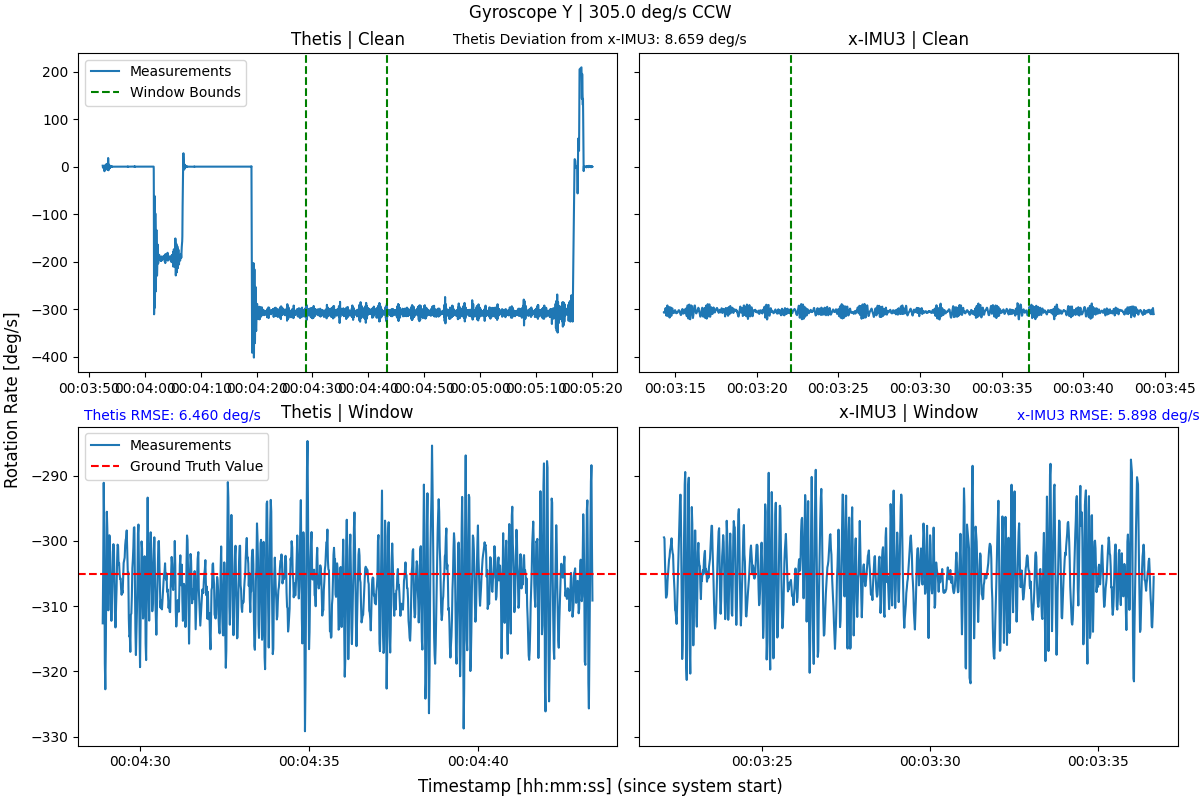 Gyroscope Y | 305.0 deg/s CCW
Thetis | Clean
Thetis Deviation from x-IMU3: 8.659 deg/s
x-IMU3 | Clean
Measurements
Window Bounds
200
100
0
−100
−200
−300
−400
00:03:50
00:04:00
00:04:10
00:04:20
00:04:30
00:04:40
00:04:50
00:05:00
00:05:10
00:05:20
00:03:15
00:03:20
00:03:25
00:03:30
00:03:35
00:03:40
00:03:45
Rotation Rate [deg/s]
Thetis RMSE: 6.460 deg/s
Thetis | Window
x-IMU3 | Window
x-IMU3 RMSE: 5.898 deg/s
Measurements
Ground Truth Value
−290
−300
−310
−320
−330
00:04:30
00:04:35
00:04:40
00:03:25
00:03:30
00:03:35
Timestamp [hh:mm:ss] (since system start)